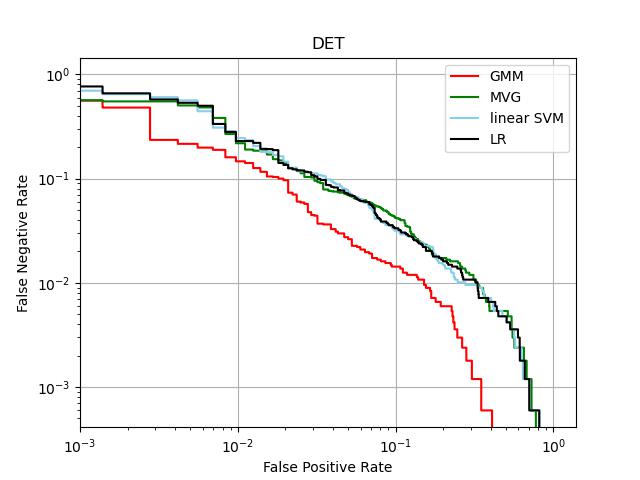 DET
GMM
MVG
linear SVM
LR
False Negative Rate
10⁰
10⁻¹
10⁻²
10⁻³
10⁻³ 10⁻² 10⁻¹ 10⁰
False Positive Rate